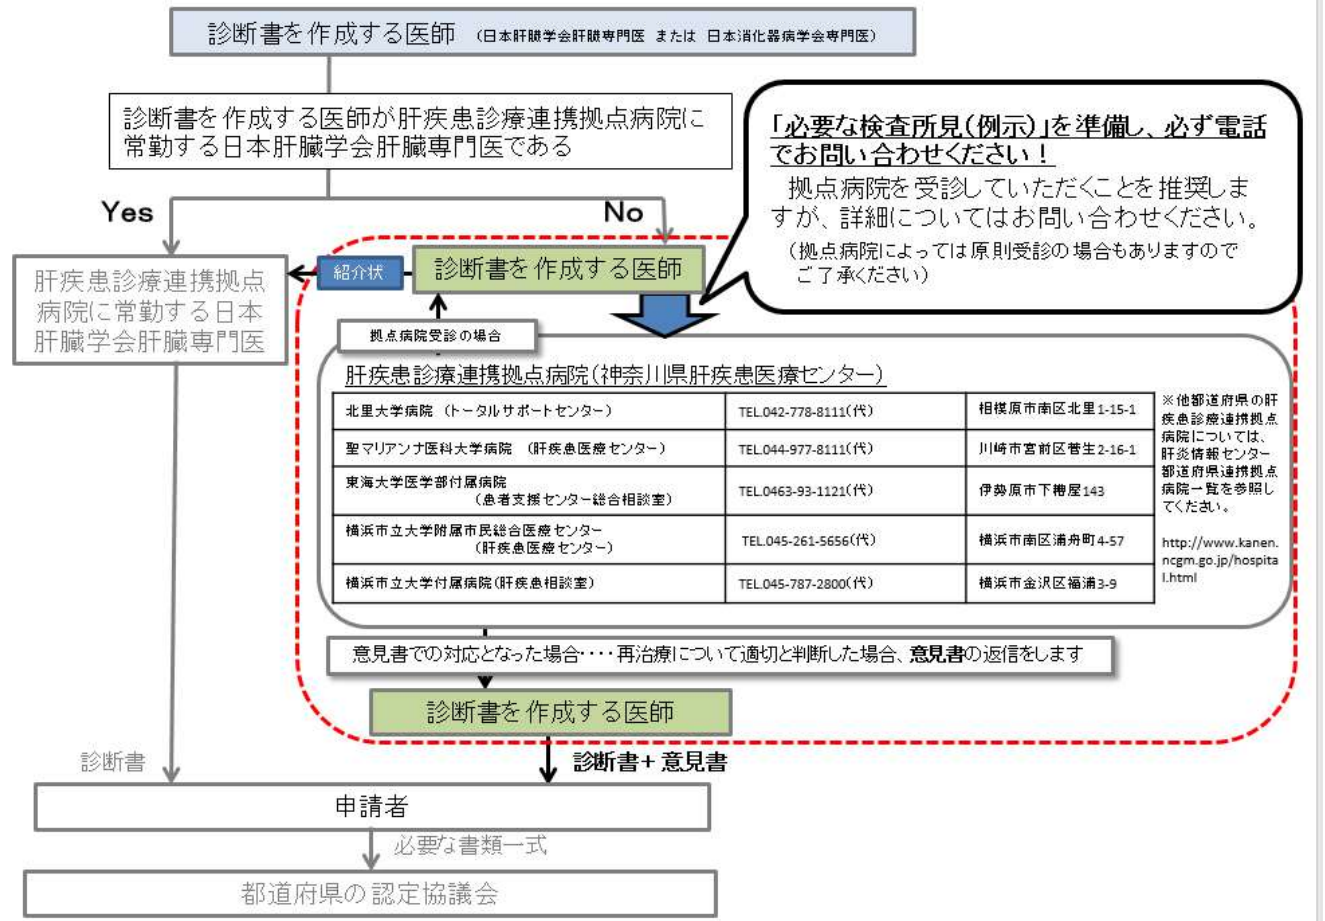 診断書を作成する医師 (日本肝臓学会肝臓専門医 または 日本消化器病学会専門医)
診断書を作成する医師が肝疾患診療連携拠点病院に
常勤する日本肝臓学会肝臓専門医である
「必要な検査所見(例示)」を準備し、必ず電話
でお問い合わせください！
拠点病院を受診していただくことを推奨しま
すが、詳細についてはお問い合わせください。
(拠点病院によっては原則受診の場合もありますので
ご了承ください)
Yes
No
肝疾患診療連携拠点
病院に常勤する日本
肝臓学会肝臓専門医
紹介状
診断書を作成する医師
拠点病院受診の場合
肝疾患診療連携拠点病院(神奈川県肝疾患医療センター)
北里大学病院 (トータルサポートセンター) TEL.042-778-8111(代) 相模原市南区北里1-15-1
聖マリアンナ医科大学病院 (肝疾患医療センター) TEL.044-977-8111(代) 川崎市宮前区菅生2-16-1
東海大学医学部付属病院
(患者支援センター総合相談室) TEL.0463-93-1121(代) 伊勢原市下糟屋143
横浜市立大学附属市民総合医療センター
(肝疾患医療センター) TEL.045-261-5656(代) 横浜市南区浦舟町4-57
横浜市立大学付属病院(肝疾患相談室) TEL.045-787-2800(代) 横浜市金沢区福浦3-9
※他都道府県の肝
疾患診療連携拠点
病院については、
肝炎情報センター
都道府県連携拠点
病院一覧を参照し
てください。
http://www.kanen.
ncgm.go.jp/hospita
l.html
意見書での対応となった場合‥‥再治療について適切と判断した場合、意見書の返信をします
診断書を作成する医師
診断書
診断書+意見書
申請者
必要な書類一式
都道府県の認定協議会